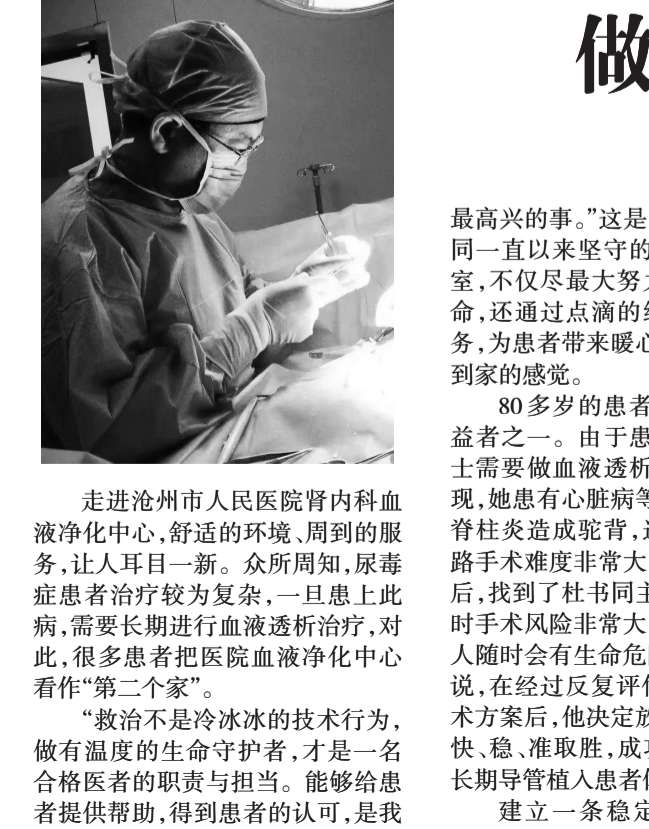 做
走进沧州市人民医院肾内科血
液净化中心，舒适的环境、周到的服
务，让人耳目一新。众所周知，尿毒
症患者治疗较为复杂，一旦患上此
病，需要长期进行血液透析治疗，对
此，很多患者把医院血液净化中心
看作“第二个家”。
“救治不是冷冰冰的技术行为，
做有温度的生命守护者，才是一名
合格医者的职责与担当。能够给患
者提供帮助，得到患者的认可，是我
最高兴的事。”这是
同一直以来坚守的
室，不仅尽最大努
命，还通过点滴的
务，为患者带来暖心
到家的感觉。
80多岁的患者
益者之一。由于患
士需要做血液透析
现，她患有心脏病等
脊柱炎造成驼背，
路手术难度非常大
后，找到了杜书同主
时手术风险非常大
人随时会有生命危
说，在经过反复评
术方案后，他决定放
快、稳、准取胜，成
长期导管植入患者
建立一条稳定